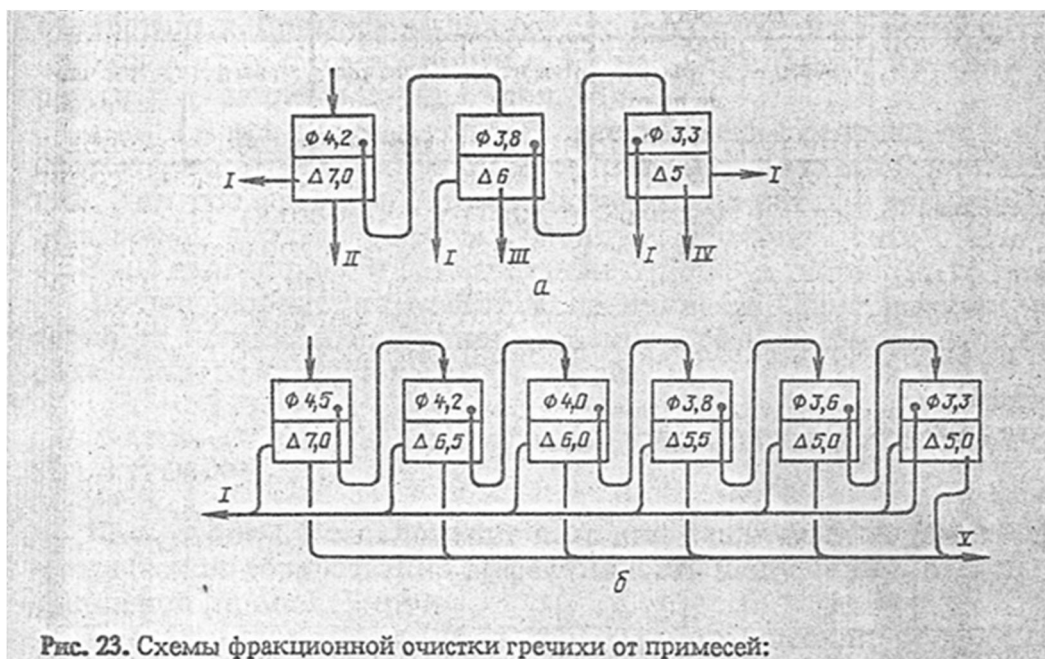 ϕ 4,2 ϕ 3,8 ϕ 3,3
I Δ 7,0 Δ 6 Δ 5 I
II I III I IV
а
ϕ 4,5 ϕ 4,2 ϕ 4,0 ϕ 3,8 ϕ 3,6 ϕ 3,3
Δ 7,0 Δ 6,5 Δ 6,0 Δ 5,5 Δ 5,0 Δ 5,0
I
V
б
Рис. 23. Схемы фракционной очистки гречихи от примесей: